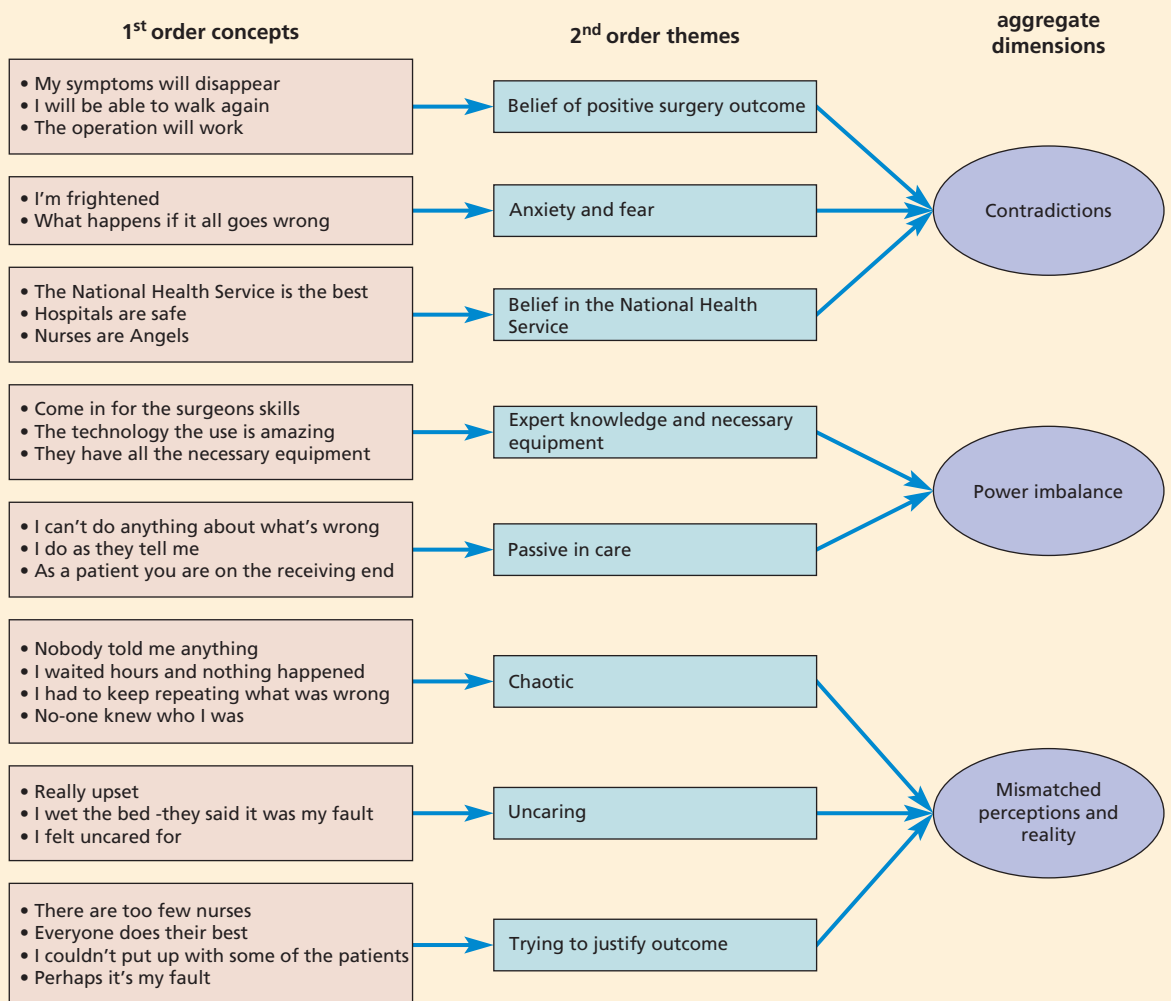 1st order concepts
2nd order themes
aggregate
dimensions
• My symptoms will disappear
• I will be able to walk again
• The operation will work
Belief of positive surgery outcome
• I'm frightened
• What happens if it all goes wrong
Anxiety and fear
Contradictions
• The National Health Service is the best
• Hospitals are safe
• Nurses are Angels
Belief in the National Health
Service
• Come in for the surgeons skills
• The technology the use is amazing
• They have all the necessary equipment
Expert knowledge and necessary
equipment
Power imbalance
• I can't do anything about what's wrong
• I do as they tell me
• As a patient you are on the receiving end
Passive in care
• Nobody told me anything
• I waited hours and nothing happened
• I had to keep repeating what was wrong
• No-one knew who I was
Chaotic
• Really upset
• I wet the bed -they said it was my fault
• I felt uncared for
Uncaring
Mismatched
perceptions and
reality
• There are too few nurses
• Everyone does their best
• I couldn't put up with some of the patients
• Perhaps it's my fault
Trying to justify outcome